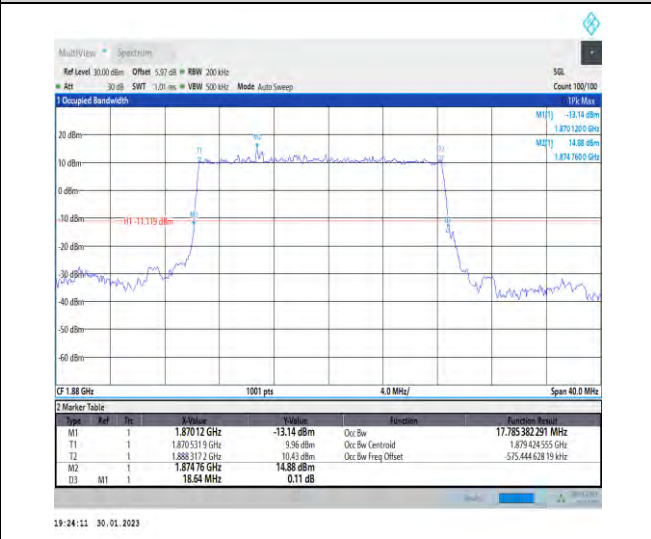 MultiView Spectrum
Ref Level 30.00 dBm Offset 5.97 dB RBW 200 kHz SGL
Att 30 dB SWT 1.01 ms VBW 500 kHz Mode Auto Sweep Count 100/100
1 Occupied Bandwidth 1Pk Max
M1[1] -13.14 dBm
1.870 120 0 GHz
M2[1] 14.88 dBm
1.874 760 0 GHz
20 dBm
M2
T1
10 dBm
0 dBm
-10 dBm
H1 -11.119 dBm
M1
-20 dBm
-30 dBm
-40 dBm
-50 dBm
-60 dBm
CF 1.88 GHz 1001 pts 4.0 MHz/ Span 40.0 MHz
2 Marker Table
Type Ref Trc X-Value Y-Value Function Function Result
M1 1 1.870 12 GHz -13.14 dBm Occ Bw 17.785 382 291 MHz
T1 1 1.870 531 9 GHz 9.96 dBm Occ Bw Centroid 1.879 424 555 GHz
T2 1 1.888 317 2 GHz 10.43 dBm Occ Bw Freq Offset -575.444 628 19 kHz
M2 1 1.874 76 GHz 14.88 dBm
D3 M1 1 18.64 MHz 0.11 dB
19:24:11 30.01.2023